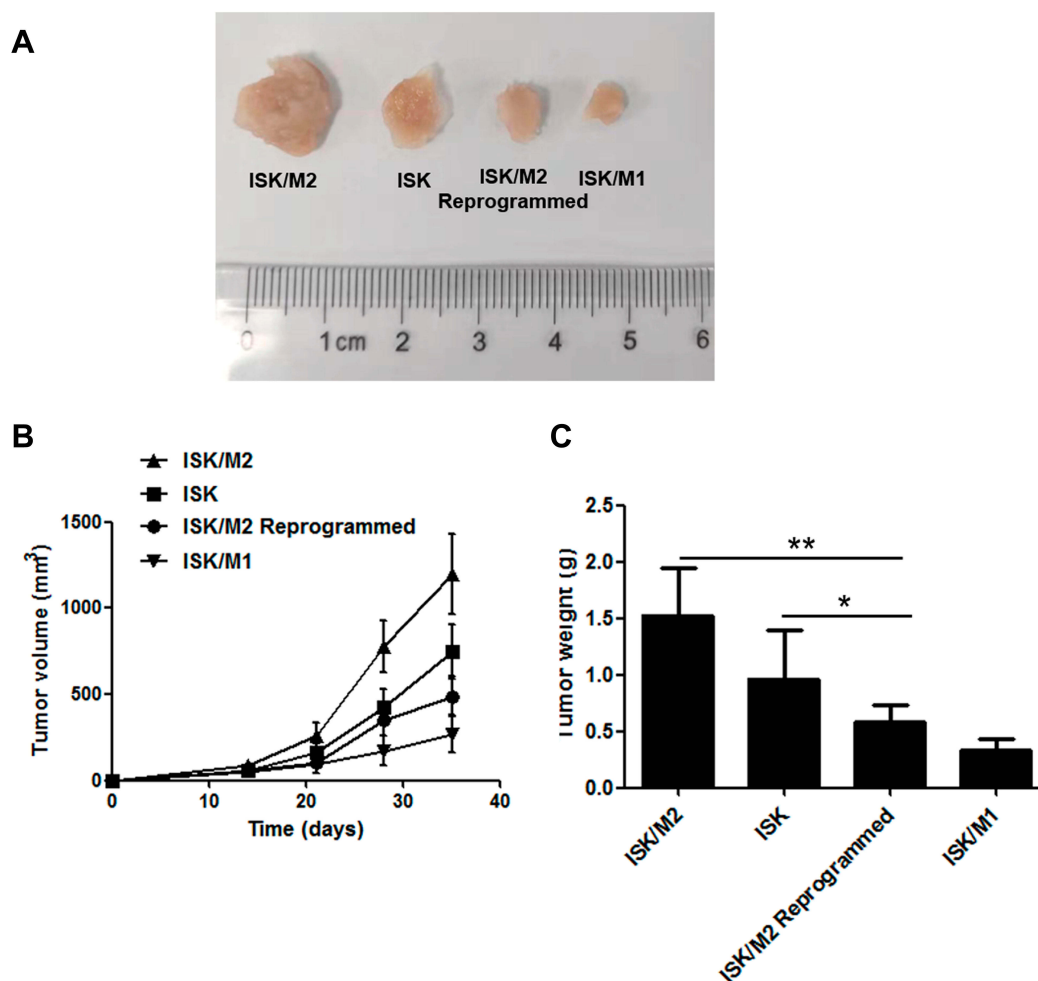 A
ISK/M2
ISK
ISK/M2
Reprogrammed
ISK/M1
0 1 cm 2 3 4 5 6
B
ISK/M2
ISK
ISK/M2 Reprogrammed
ISK/M1
Tumor volume (mm³)
1500
1000
500
0
0 10 20 30 40
Time (days)
C
Tumor weight (g)
2.5
2.0
1.5
1.0
0.5
0.0
**
*
ISK/M2
ISK
ISK/M2 Reprogrammed
ISK/M1